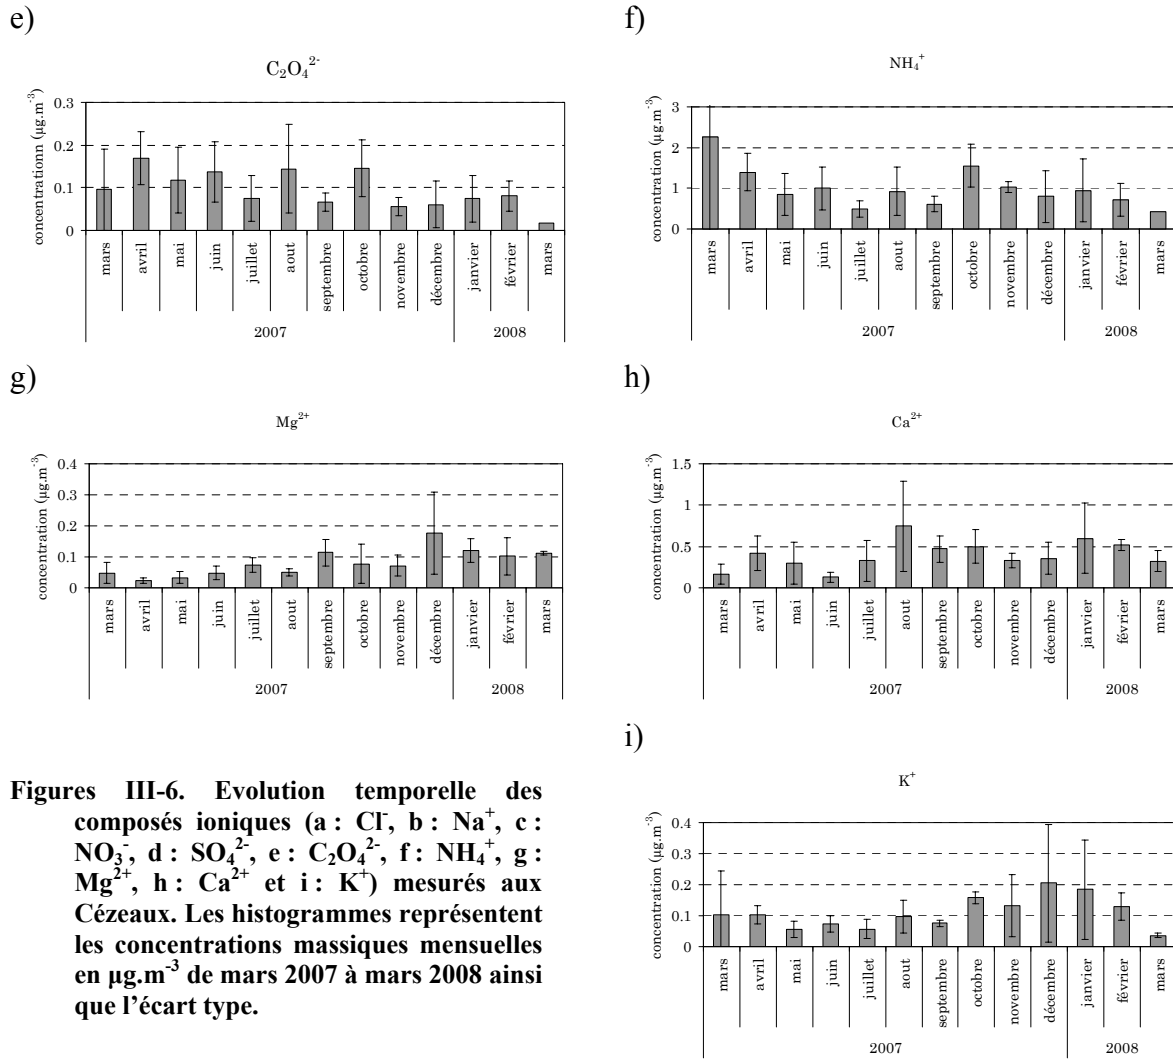 e)
C₂O₄²⁻
concentrationn (µg.m⁻³)
0.3
0.2
0.1
0
mars avril mai juin juillet aout septembre octobre novembre décembre janvier février mars
2007 2008
f)
NH₄⁺
concentration (µg.m⁻³)
3
2
1
0
mars avril mai juin juillet aout septembre octobre novembre décembre janvier février mars
2007 2008
g)
Mg²⁺
concentration (µg.m⁻³)
0.4
0.3
0.2
0.1
0
mars avril mai juin juillet aout septembre octobre novembre décembre janvier février mars
2007 2008
h)
Ca²⁺
concentration (µg.m⁻³)
1.5
1
0.5
0
mars avril mai juin juillet aout septembre octobre novembre décembre janvier février mars
2007 2008
Figures III-6. Evolution temporelle des
composés ioniques (a : Cl⁻, b : Na⁺, c :
NO₃⁻, d : SO₄²⁻, e : C₂O₄²⁻, f : NH₄⁺, g :
Mg²⁺, h : Ca²⁺ et i : K⁺) mesurés aux
Cézeaux. Les histogrammes représentent
les concentrations massiques mensuelles
en µg.m⁻³ de mars 2007 à mars 2008 ainsi
que l'écart type.
i)
K⁺
concentration (µg.m⁻³)
0.4
0.3
0.2
0.1
0
mars avril mai juin juillet aout septembre octobre novembre décembre janvier février mars
2007 2008